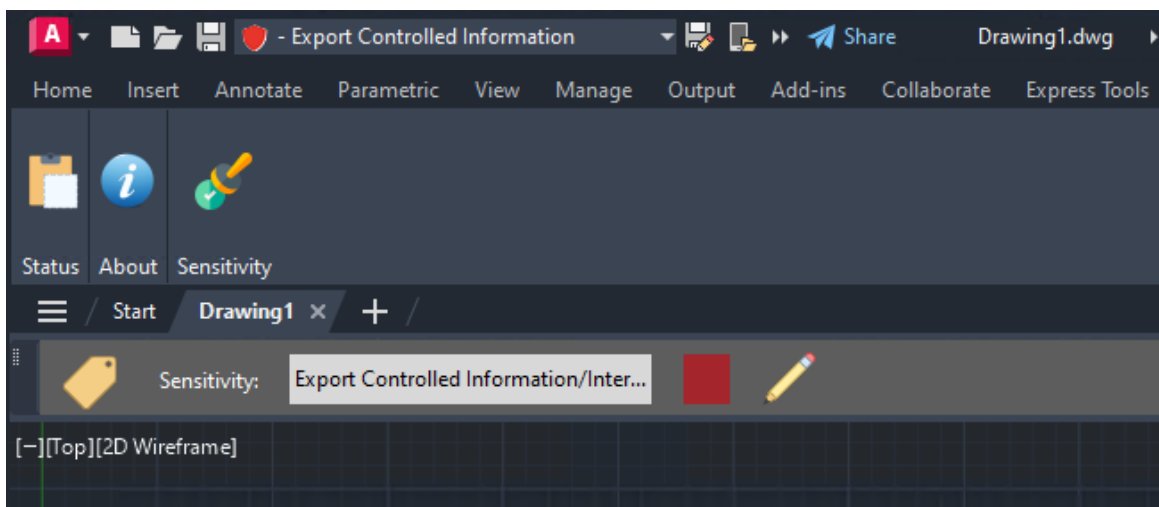 A - Export Controlled Information Share Drawing1.dwg
Home Insert Annotate Parametric View Manage Output Add-ins Collaborate Express Tools
Status About Sensitivity
Start Drawing1
Sensitivity: Export Controlled Information/Inter...
[−][Top][2D Wireframe]